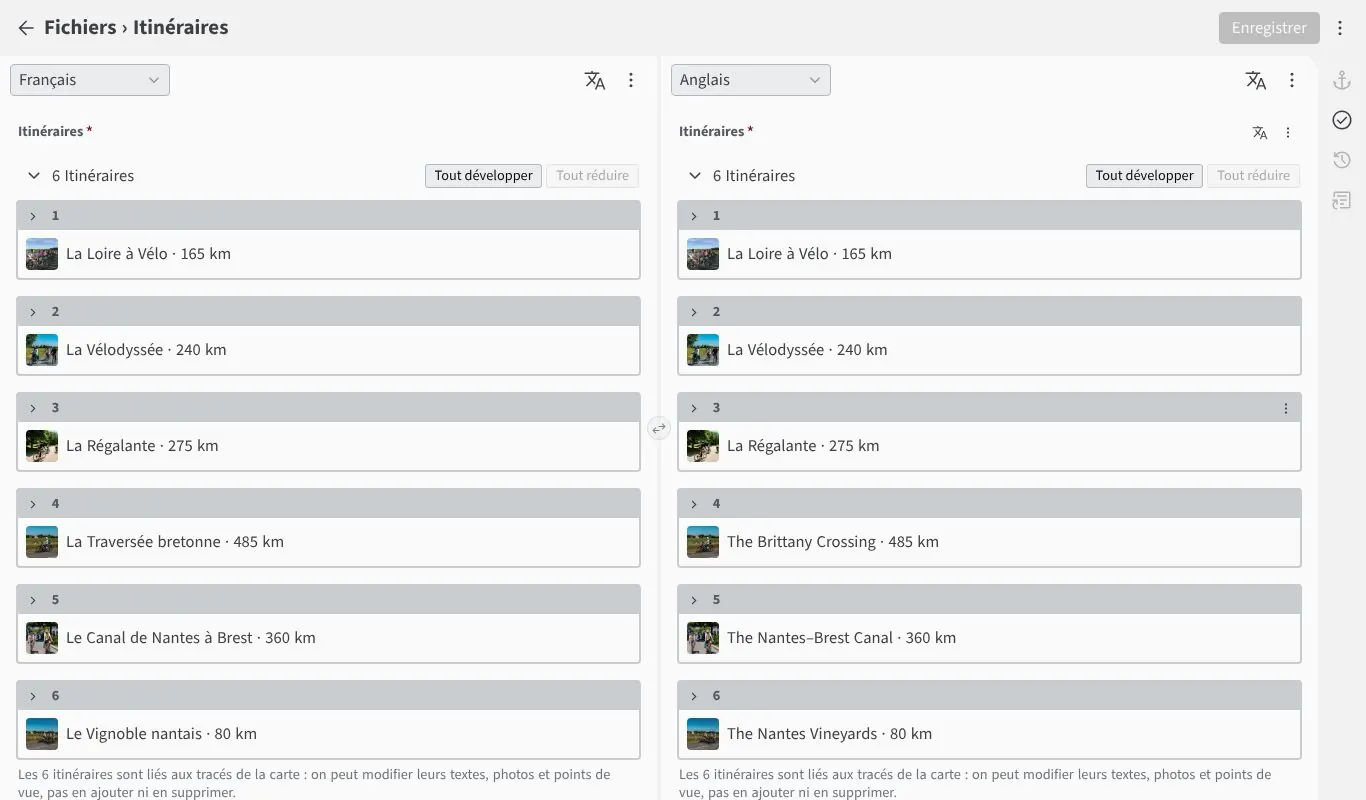 Fichiers › Itinéraires
Enregistrer
Français
Itinéraires *
6 Itinéraires
Tout développer
Tout réduire
1
La Loire à Vélo · 165 km
2
La Vélodyssée · 240 km
3
La Régalante · 275 km
4
La Traversée bretonne · 485 km
5
Le Canal de Nantes à Brest · 360 km
6
Le Vignoble nantais · 80 km
Les 6 itinéraires sont liés aux tracés de la carte : on peut modifier leurs textes, photos et points de
vue, pas en ajouter ni en supprimer.
Anglais
Itinéraires *
6 Itinéraires
Tout développer
Tout réduire
1
La Loire à Vélo · 165 km
2
La Vélodyssée · 240 km
3
La Régalante · 275 km
4
The Brittany Crossing · 485 km
5
The Nantes–Brest Canal · 360 km
6
The Nantes Vineyards · 80 km
Les 6 itinéraires sont liés aux tracés de la carte : on peut modifier leurs textes, photos et points de
vue, pas en ajouter ni en supprimer.